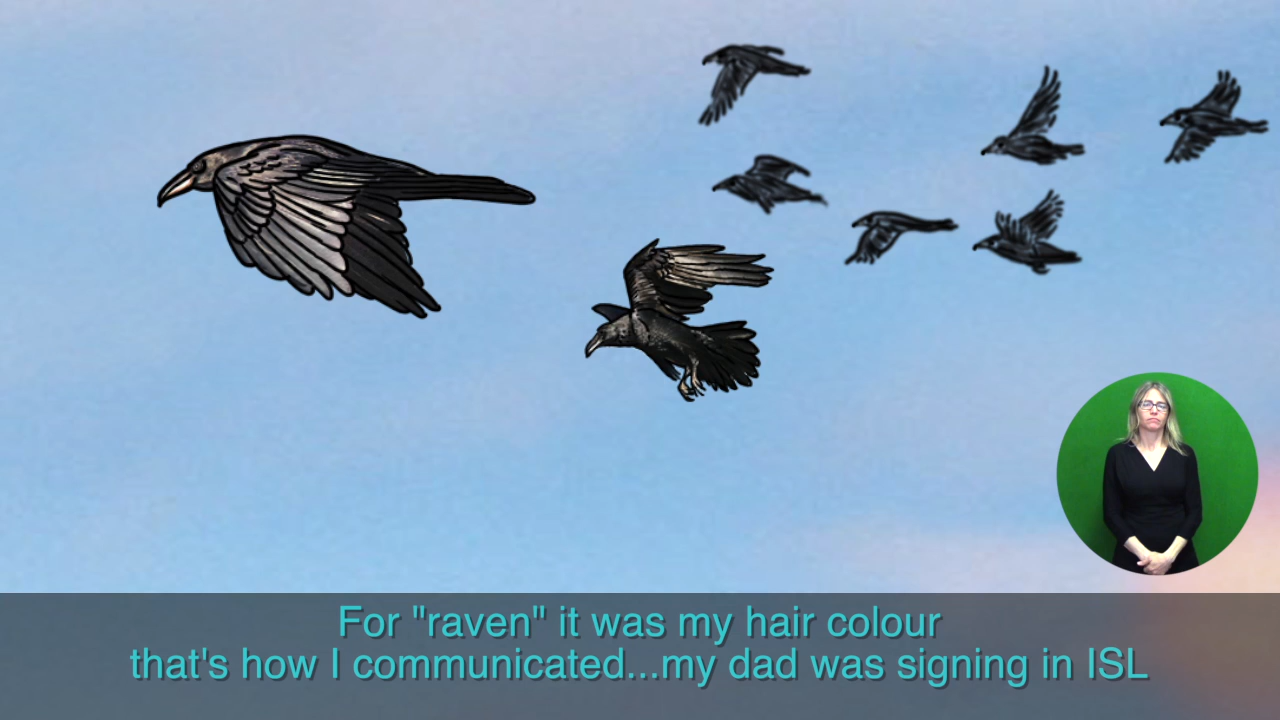 For "raven" it was my hair colour
that's how I communicated...my dad was signing in ISL